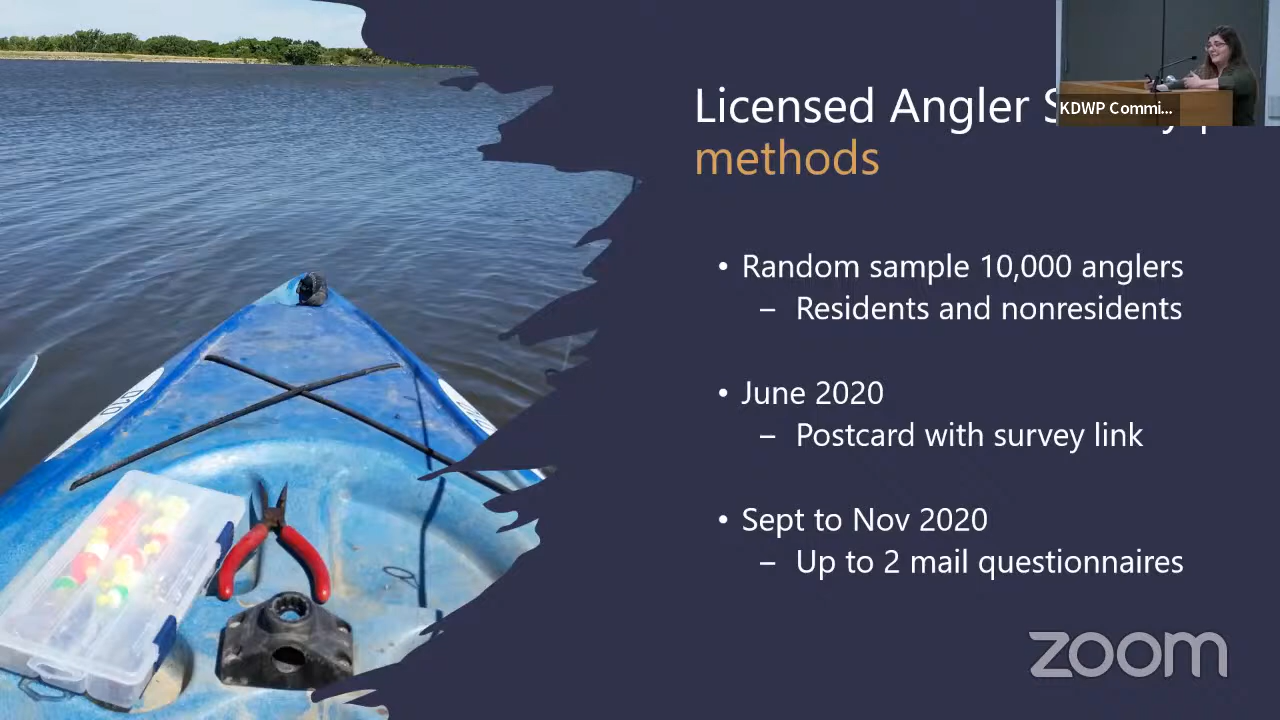 Licensed Angler
methods
KDWP Commi...
• Random sample 10,000 anglers
– Residents and nonresidents
• June 2020
– Postcard with survey link
• Sept to Nov 2020
– Up to 2 mail questionnaires
zoom